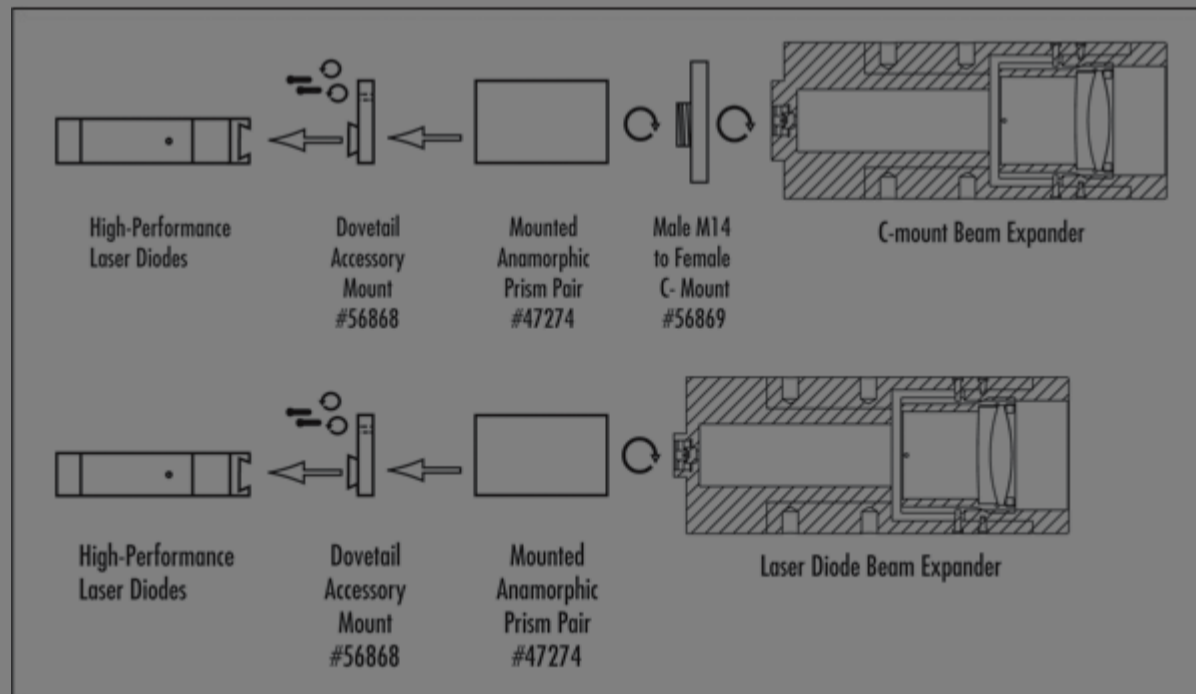 High-Performance
Laser Diodes
Dovetail
Accessory
Mount
#56868
Mounted
Anamorphic
Prism Pair
#47274
Male M14
to Female
C- Mount
#56869
C-mount Beam Expander
High-Performance
Laser Diodes
Dovetail
Accessory
Mount
#56868
Mounted
Anamorphic
Prism Pair
#47274
Laser Diode Beam Expander